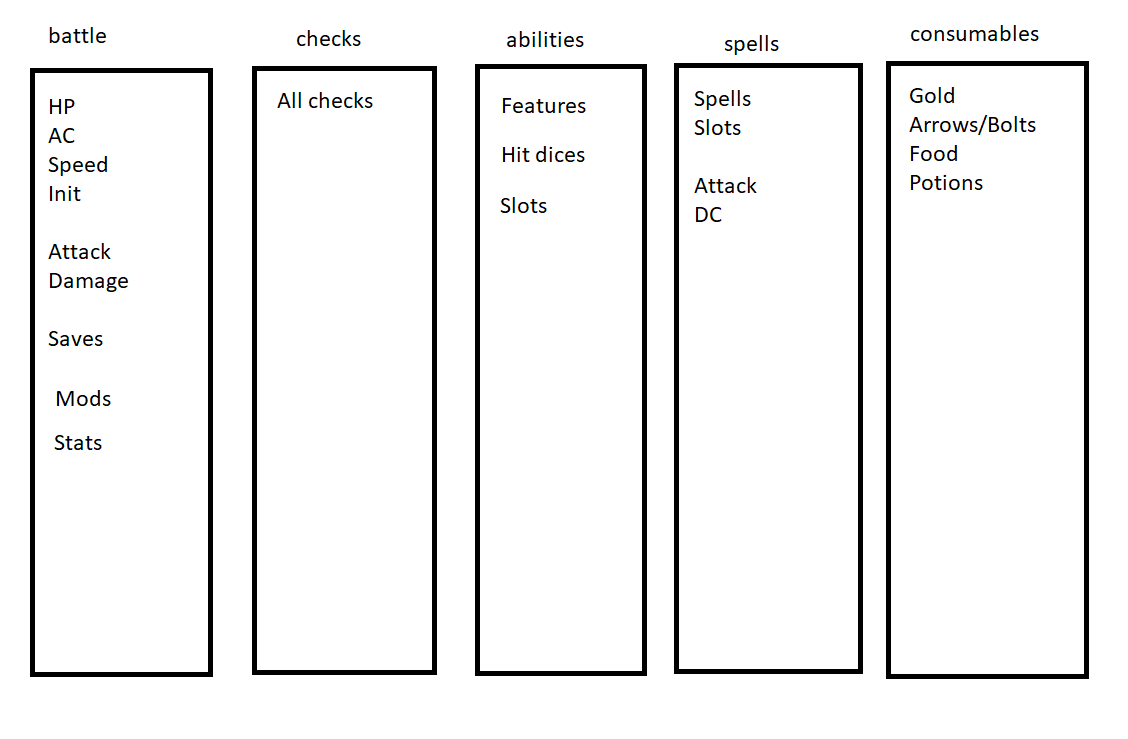 battle
HP
AC
Speed
Init
Attack
Damage
Saves
Mods
Stats
checks
All checks
abilities
Features
Hit dices
Slots
spells
Spells
Slots
Attack
DC
consumables
Gold
Arrows/Bolts
Food
Potions